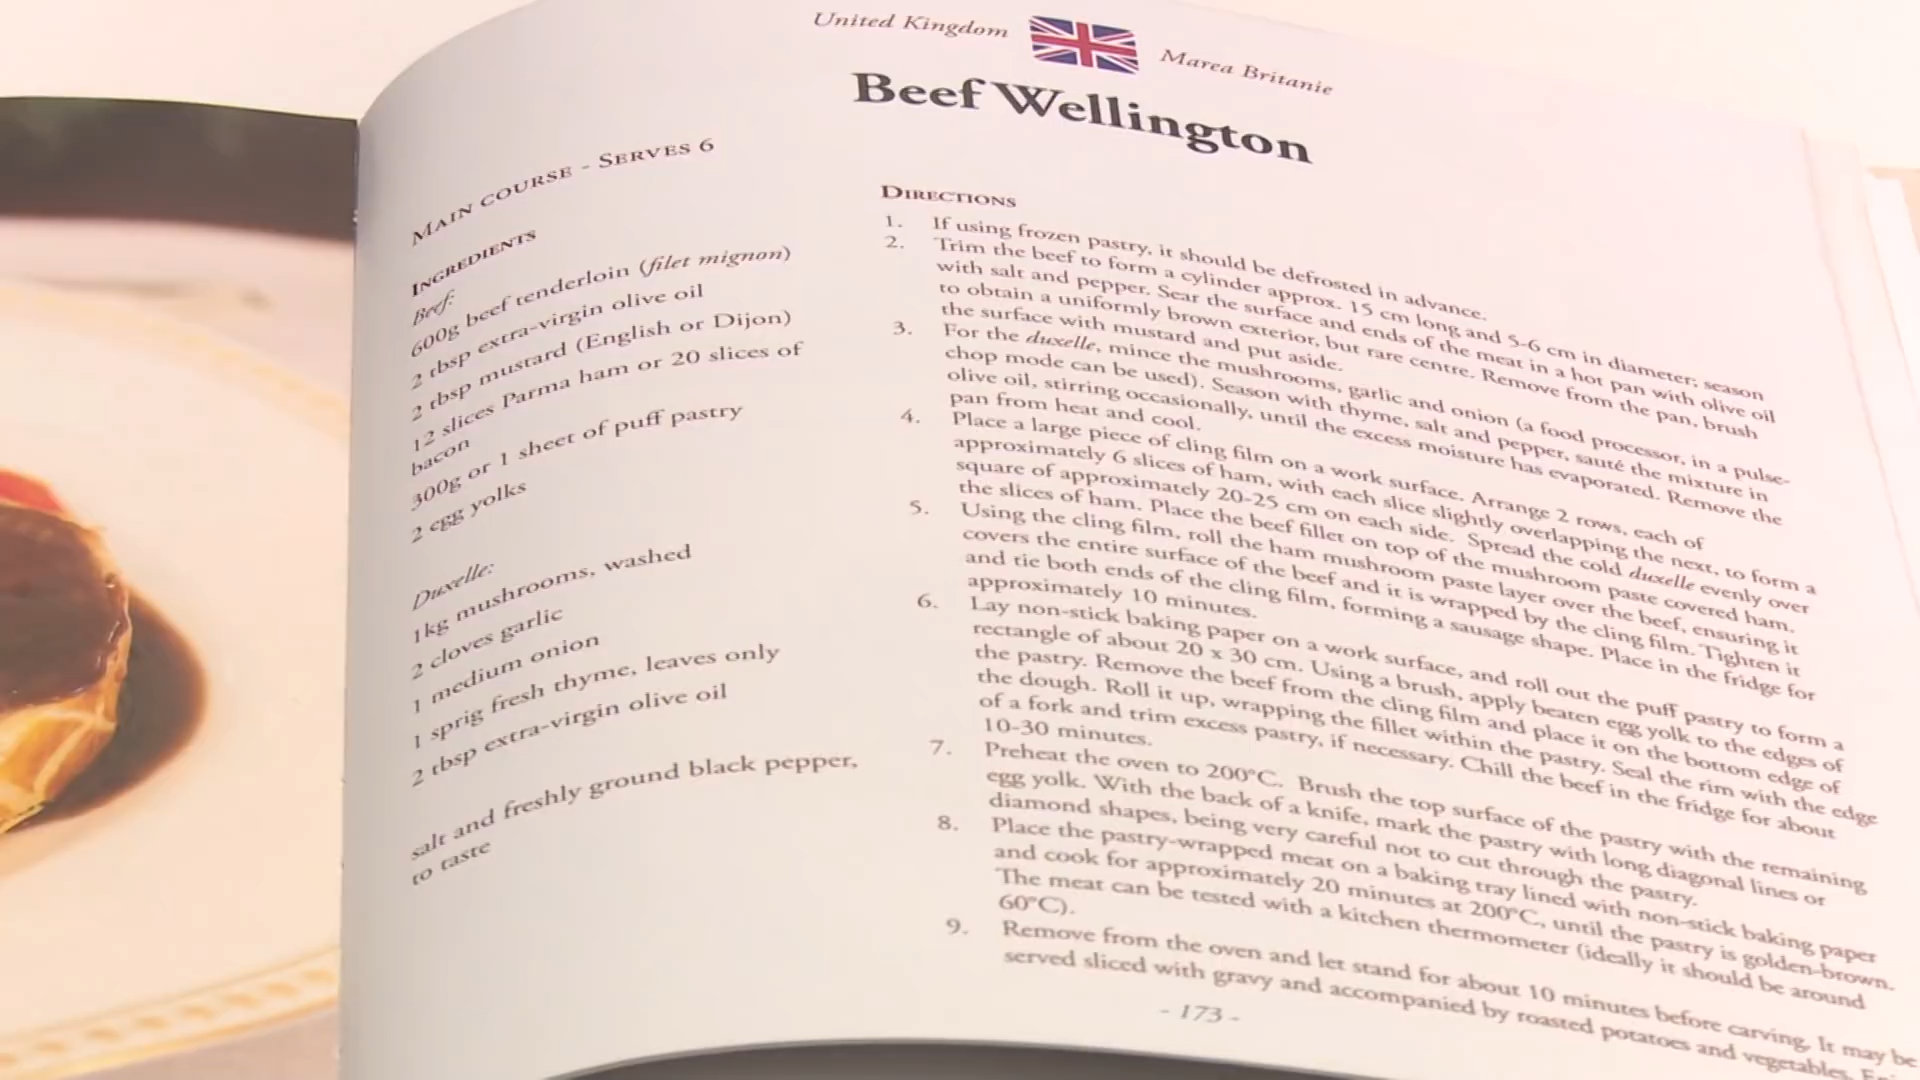 United Kingdom
Marea Britanie
Beef Wellington
MAIN COURSE - SERVES 6
INGREDIENTS
Beef:
600g beef tenderloin (filet mignon)
2 tbsp extra-virgin olive oil
2 tbsp mustard (English or Dijon)
12 slices Parma ham or 20 slices of
bacon
300g or 1 sheet of puff pastry
2 egg yolks
Duxelle:
1kg mushrooms, washed
2 cloves garlic
1 medium onion
1 sprig fresh thyme, leaves only
2 tbsp extra-virgin olive oil
salt and freshly ground black pepper,
to taste
DIRECTIONS
1. If using frozen pastry, it should be defrosted in advance.
2. Trim the beef to form a cylinder approx. 15 cm long and 5-6 cm in diameter; season
with salt and pepper. Sear the surface and ends of the meat in a hot pan with olive oil
to obtain a uniformly brown exterior, but rare centre. Remove from the pan, brush
the surface with mustard and put aside.
3. For the duxelle, mince the mushrooms, garlic and onion (a food processor, in a pulse-
chop mode can be used). Season with thyme, salt and pepper, sauté the mixture in
olive oil, stirring occasionally, until the excess moisture has evaporated. Remove the
pan from heat and cool.
4. Place a large piece of cling film on a work surface. Arrange 2 rows, each of
approximately 6 slices of ham, with each slice slightly overlapping the next, to form a
square of approximately 20-25 cm on each side. Spread the cold duxelle evenly over
the slices of ham. Place the beef fillet on top of the mushroom paste covered ham.
5. Using the cling film, roll the ham mushroom paste layer over the beef, ensuring it
covers the entire surface of the beef and it is wrapped by the cling film. Tighten it
and tie both ends of the cling film, forming a sausage shape. Place in the fridge for
approximately 10 minutes.
6. Lay non-stick baking paper on a work surface, and roll out the puff pastry to form a
rectangle of about 20 x 30 cm. Using a brush, apply beaten egg yolk to the edges of
the pastry. Remove the beef from the cling film and place it on the bottom edge of
the dough. Roll it up, wrapping the fillet within the pastry. Seal the rim with the edge
of a fork and trim excess pastry, if necessary. Chill the beef in the fridge for about
10-30 minutes.
7. Preheat the oven to 200°C. Brush the top surface of the pastry with the remaining
egg yolk. With the back of a knife, mark the pastry with long diagonal lines or
diamond shapes, being very careful not to cut through the pastry.
8. Place the pastry-wrapped meat on a baking tray lined with non-stick baking paper
and cook for approximately 20 minutes at 200°C, until the pastry is golden-brown.
The meat can be tested with a kitchen thermometer (ideally it should be around
60°C).
9. Remove from the oven and let stand for about 10 minutes before carving. It may be
served sliced with gravy and accompanied by roasted potatoes and vegetables.
- 173 -